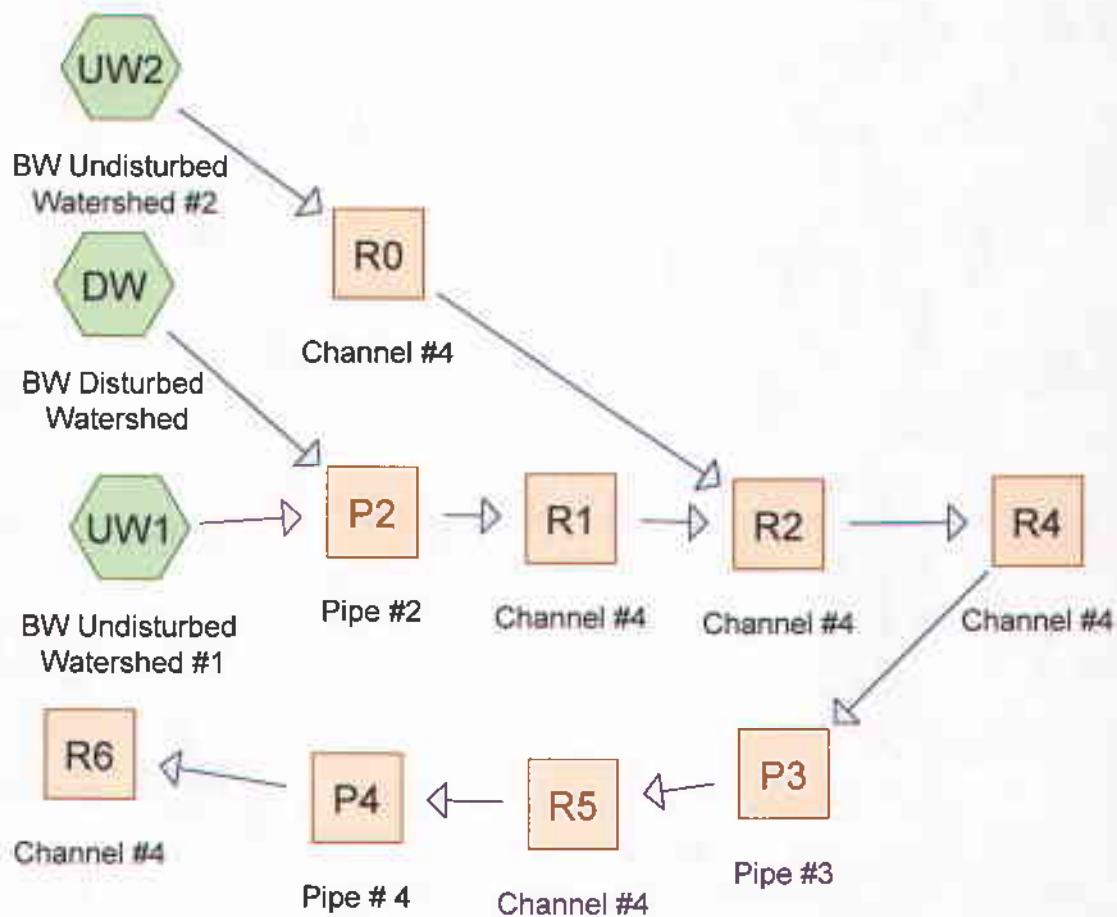 UW2
BW Undisturbed
Watershed #2
R0
Channel #4
DW
BW Disturbed
Watershed
UW1
BW Undisturbed
Watershed #1
P2
Pipe #2
R1
Channel #4
R2
Channel #4
R4
Channel #4
R6
Channel #4
P4
Pipe # 4
R5
Channel #4
P3
Pipe #3